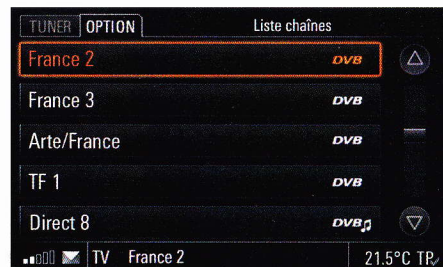 TUNER OPTION Liste chaînes
France 2 DVB
France 3 DVB
Arte/France DVB
TF 1 DVB
Direct 8 DVB
TV France 2 21.5°C TP